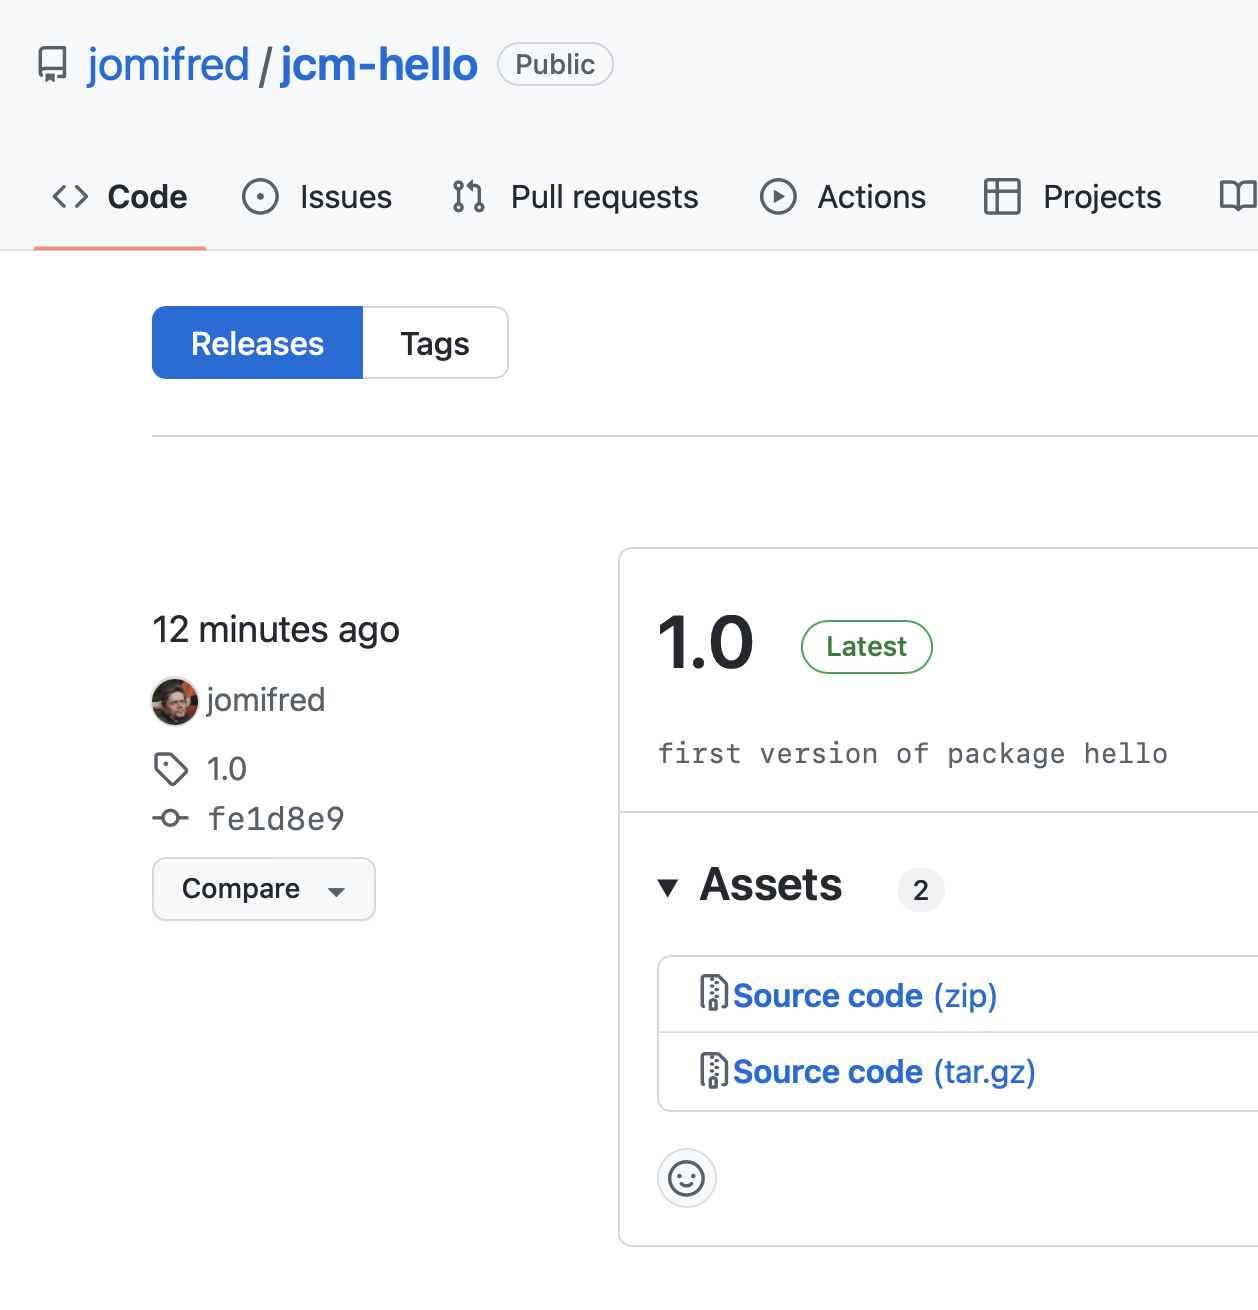 jomifred / jcm-hello Public
Code Issues Pull requests Actions Projects
Releases Tags
12 minutes ago
jomifred
1.0
fe1d8e9
Compare
1.0 Latest
first version of package hello
Assets 2
Source code (zip)
Source code (tar.gz)